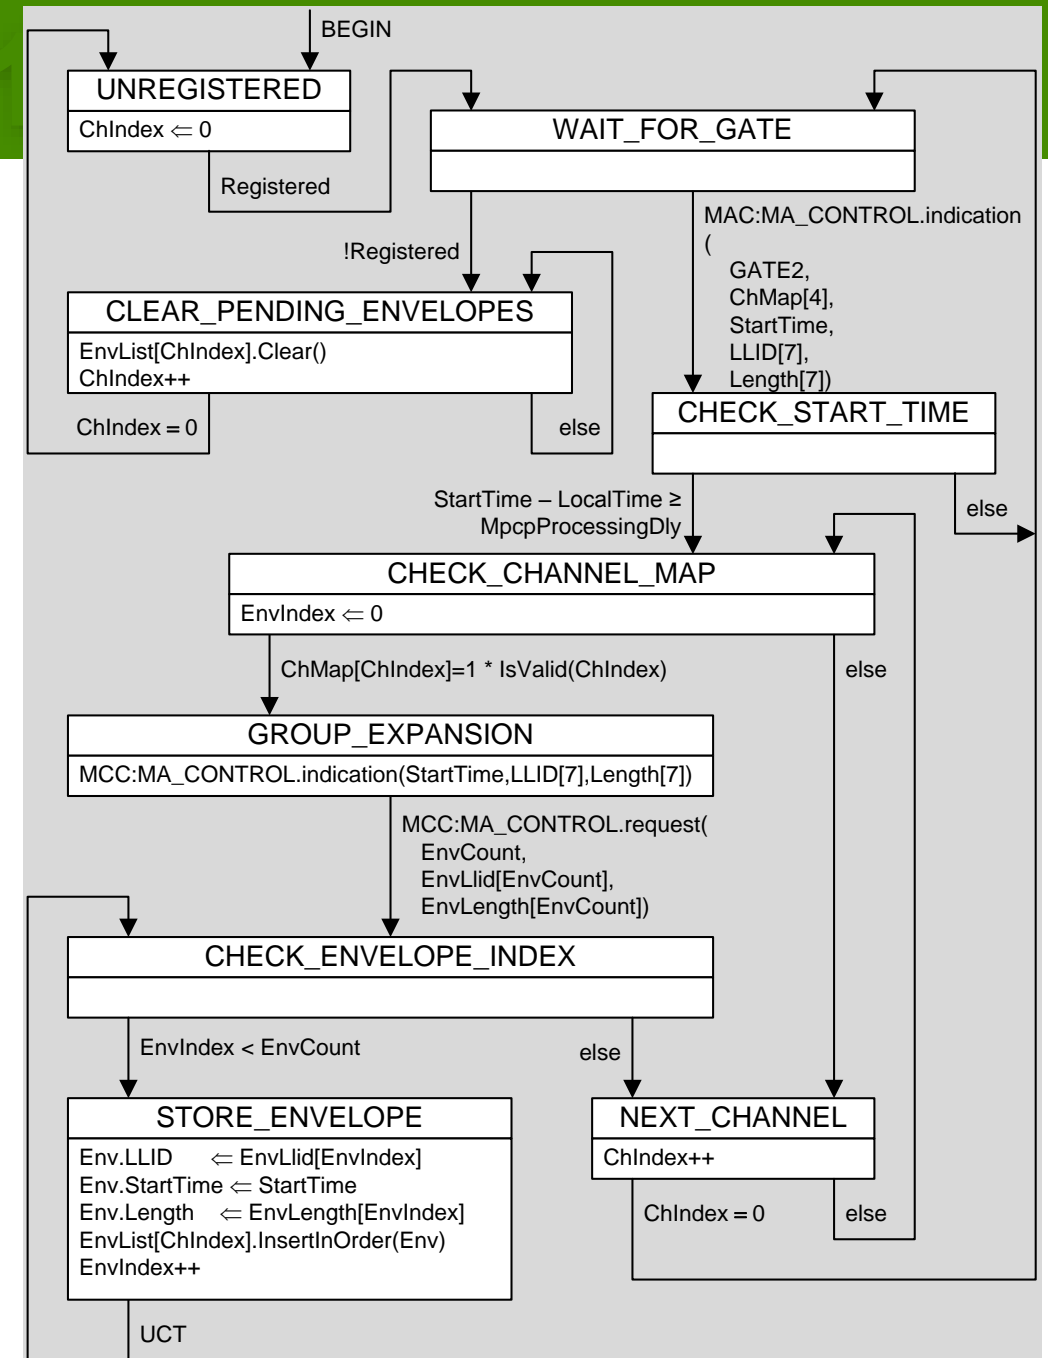 BEGIN
UNREGISTERED
ChIndex ⇐ 0
Registered
WAIT_FOR_GATE
!Registered
MAC:MA_CONTROL.indication
(
GATE2,
ChMap[4],
StartTime,
LLID[7],
Length[7])
CLEAR_PENDING_ENVELOPES
EnvList[ChIndex].Clear()
ChIndex++
ChIndex = 0
else
CHECK_START_TIME
StartTime – LocalTime ≥
MpcpProcessingDly
else
CHECK_CHANNEL_MAP
EnvIndex ⇐ 0
ChMap[ChIndex]=1 * IsValid(ChIndex)
else
GROUP_EXPANSION
MCC:MA_CONTROL.indication(StartTime,LLID[7],Length[7])
MCC:MA_CONTROL.request(
EnvCount,
EnvLlid[EnvCount],
EnvLength[EnvCount])
CHECK_ENVELOPE_INDEX
EnvIndex < EnvCount
else
STORE_ENVELOPE
Env.LLID ⇐ EnvLlid[EnvIndex]
Env.StartTime ⇐ StartTime
Env.Length ⇐ EnvLength[EnvIndex]
EnvList[ChIndex].InsertInOrder(Env)
EnvIndex++
UCT
NEXT_CHANNEL
ChIndex++
ChIndex = 0
else